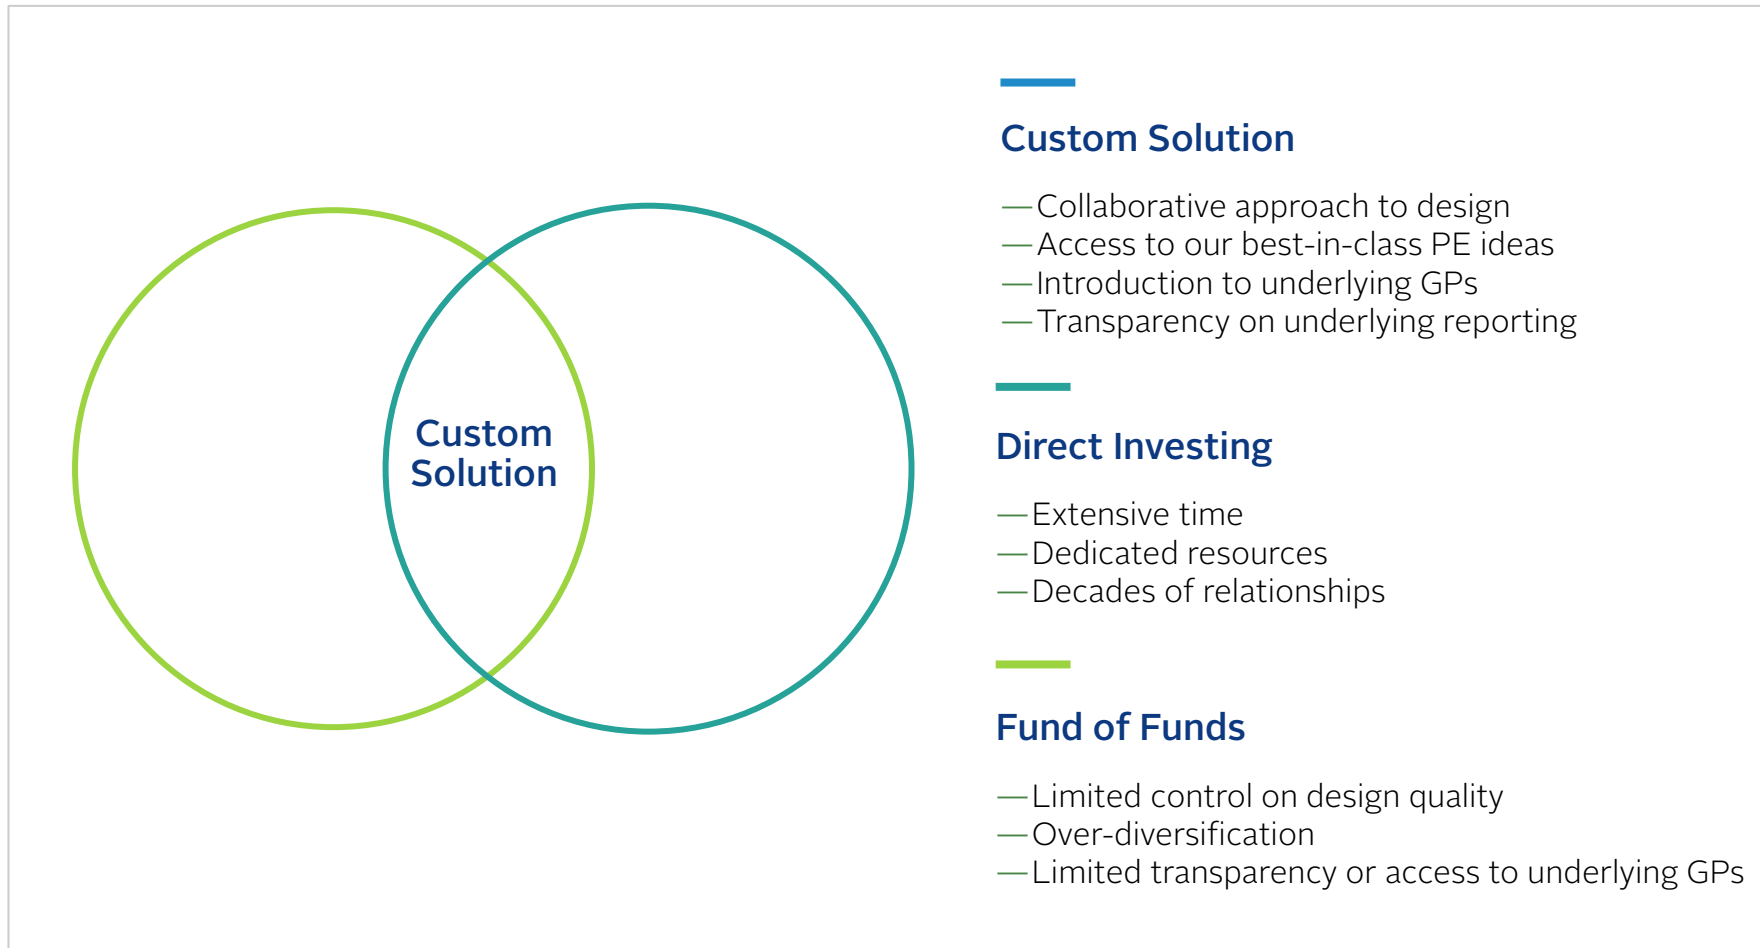 Custom
Solution
Custom Solution
—Collaborative approach to design
—Access to our best-in-class PE ideas
—Introduction to underlying GPs
—Transparency on underlying reporting
Direct Investing
—Extensive time
—Dedicated resources
—Decades of relationships
Fund of Funds
—Limited control on design quality
—Over-diversification
—Limited transparency or access to underlying GPs